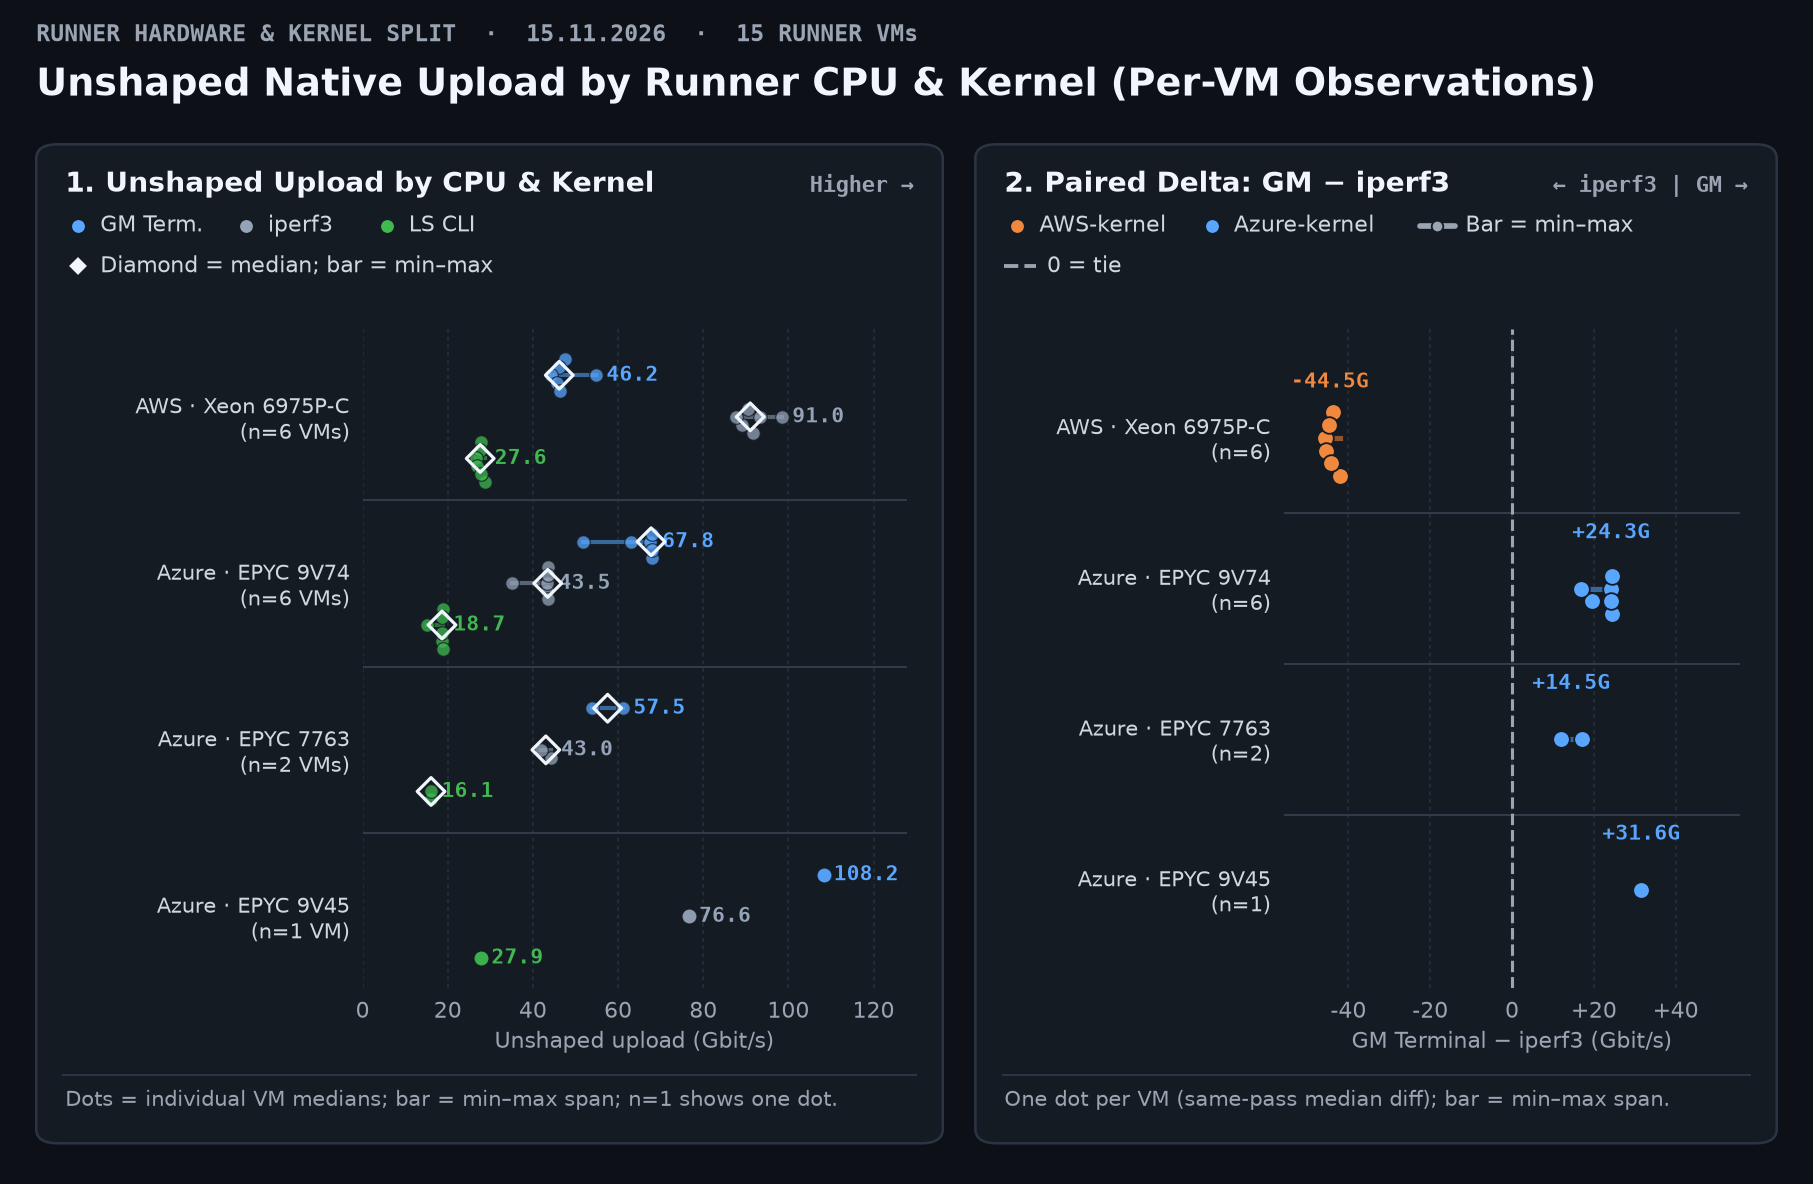 RUNNER HARDWARE & KERNEL SPLIT · 15.11.2026 · 15 RUNNER VMs
Unshaped Native Upload by Runner CPU & Kernel (Per-VM Observations)
1. Unshaped Upload by CPU & Kernel
Higher →
GM Term.
iperf3
LS CLI
Diamond = median; bar = min–max
AWS · Xeon 6975P-C
(n=6 VMs)
46.2
91.0
27.6
Azure · EPYC 9V74
(n=6 VMs)
67.8
43.5
18.7
Azure · EPYC 7763
(n=2 VMs)
57.5
43.0
16.1
Azure · EPYC 9V45
(n=1 VM)
108.2
76.6
27.9
0 20 40 60 80 100 120
Unshaped upload (Gbit/s)
Dots = individual VM medians; bar = min–max span; n=1 shows one dot.
2. Paired Delta: GM − iperf3
← iperf3 | GM →
AWS-kernel
Azure-kernel
Bar = min–max
0 = tie
AWS · Xeon 6975P-C
(n=6)
-44.5G
Azure · EPYC 9V74
(n=6)
+24.3G
Azure · EPYC 7763
(n=2)
+14.5G
Azure · EPYC 9V45
(n=1)
+31.6G
-40 -20 0 +20 +40
GM Terminal − iperf3 (Gbit/s)
One dot per VM (same-pass median diff); bar = min–max span.